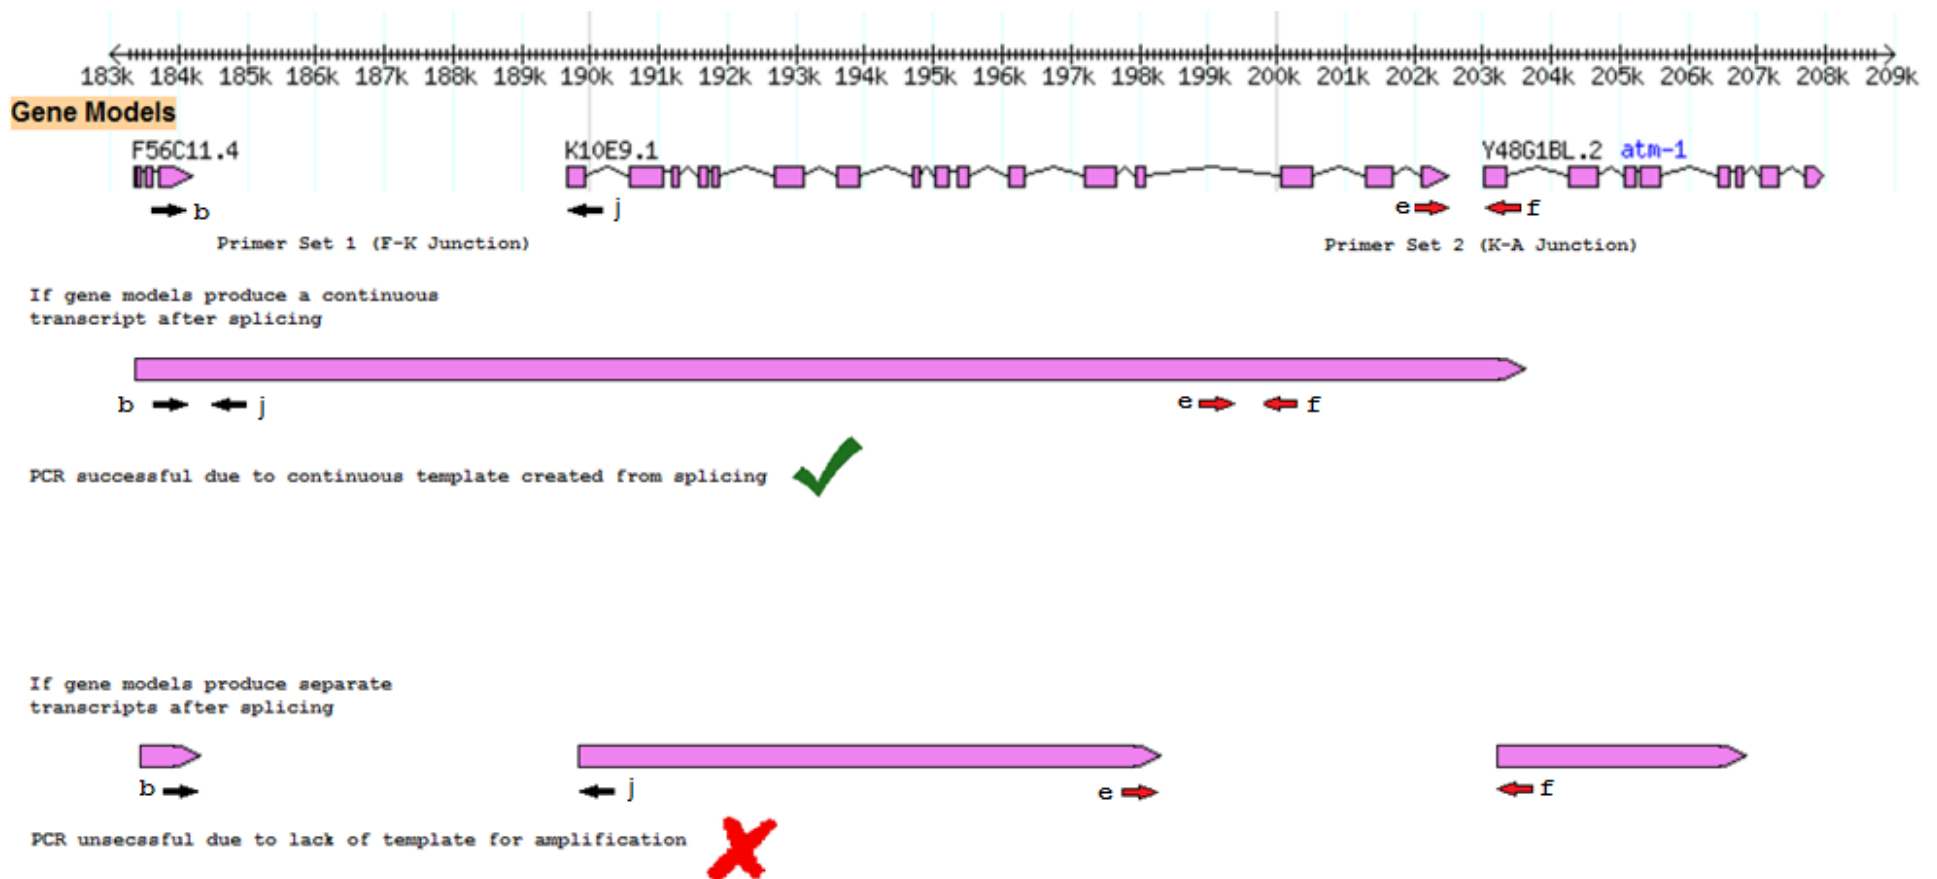 183k 184k 185k 186k 187k 188k 189k 190k 191k 192k 193k 194k 195k 196k 197k 198k 199k 200k 201k 202k 203k 204k 205k 206k 207k 208k 209k
Gene Models
F56C11.4 K10E9.1 Y48G1BL.2 atm-1
b j e f
Primer Set 1 (F-K Junction) Primer Set 2 (K-A Junction)
If gene models produce a continuous
transcript after splicing
b j e f
PCR successful due to continuous template created from splicing
If gene models produce separate
transcripts after splicing
b j e f
PCR unsecssful due to lack of template for amplification